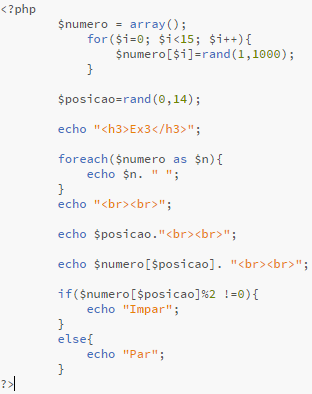 <?php
$numero = array();
for($i=0; $i<15; $i++){
$numero[$i]=rand(1,1000);
}
$posicao=rand(0,14);
echo "<h3>Ex3</h3>";
foreach($numero as $n){
echo $n. " ";
}
echo "<br><br>";
echo $posicao."<br><br>";
echo $numero[$posicao]. "<br><br>";
if($numero[$posicao]%2 !=0){
echo "Impar";
}
else{
echo "Par";
}
?>